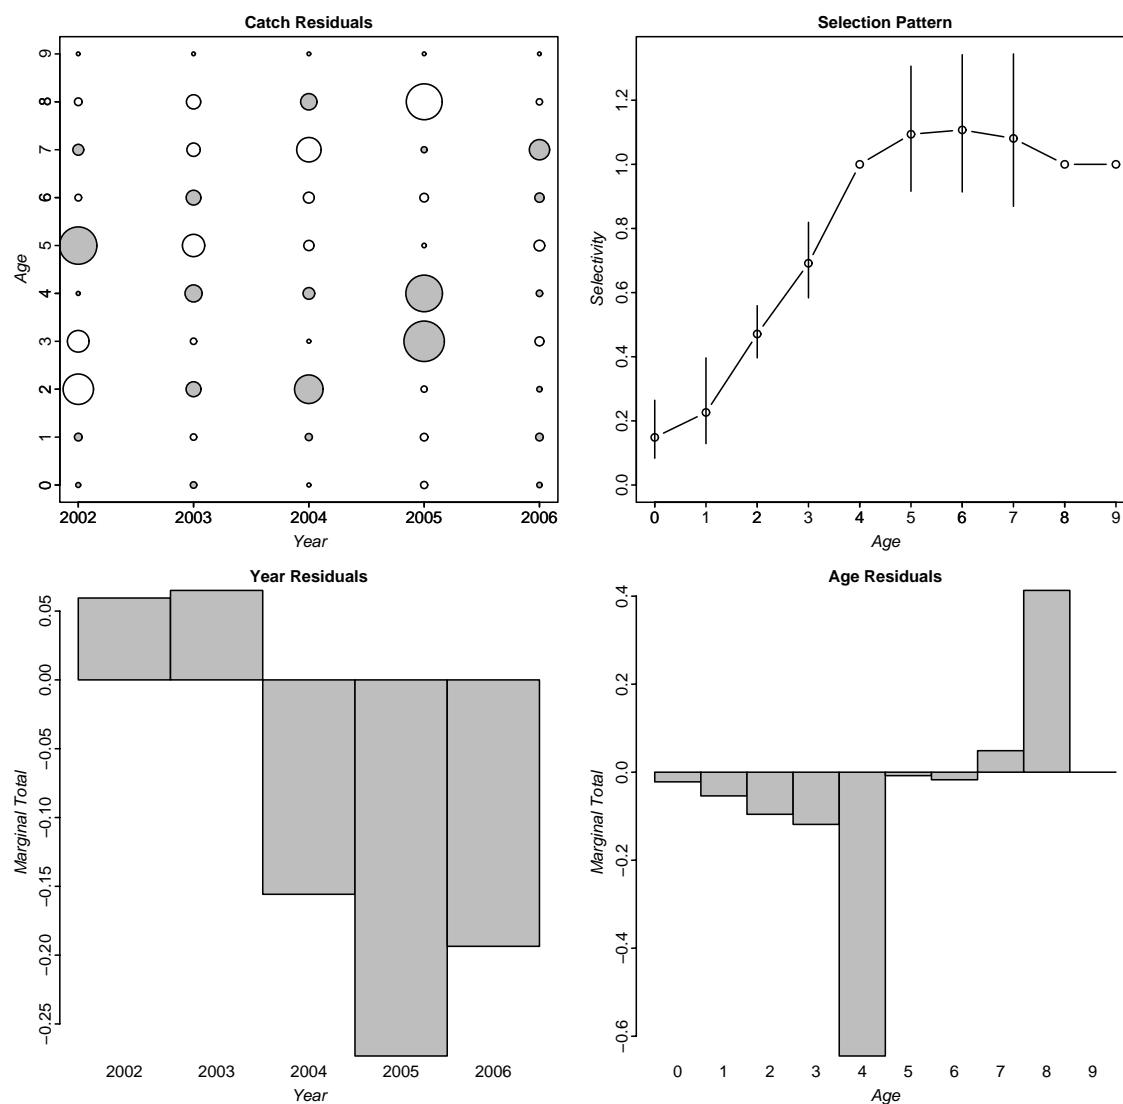 Catch Residuals
9
8
7
6
5
4
3
2
1
0
Age
2002 2003 2004 2005 2006
Year
Selection Pattern
1.2
1.0
0.8
0.6
0.4
0.2
0.0
Selectivity
0 1 2 3 4 5 6 7 8 9
Age
Year Residuals
0.05
0.00
−0.05
−0.10
−0.15
−0.20
−0.25
Marginal Total
2002 2003 2004 2005 2006
Year
Age Residuals
0.4
0.2
0.0
−0.2
−0.4
−0.6
Marginal Total
0 1 2 3 4 5 6 7 8 9
Age